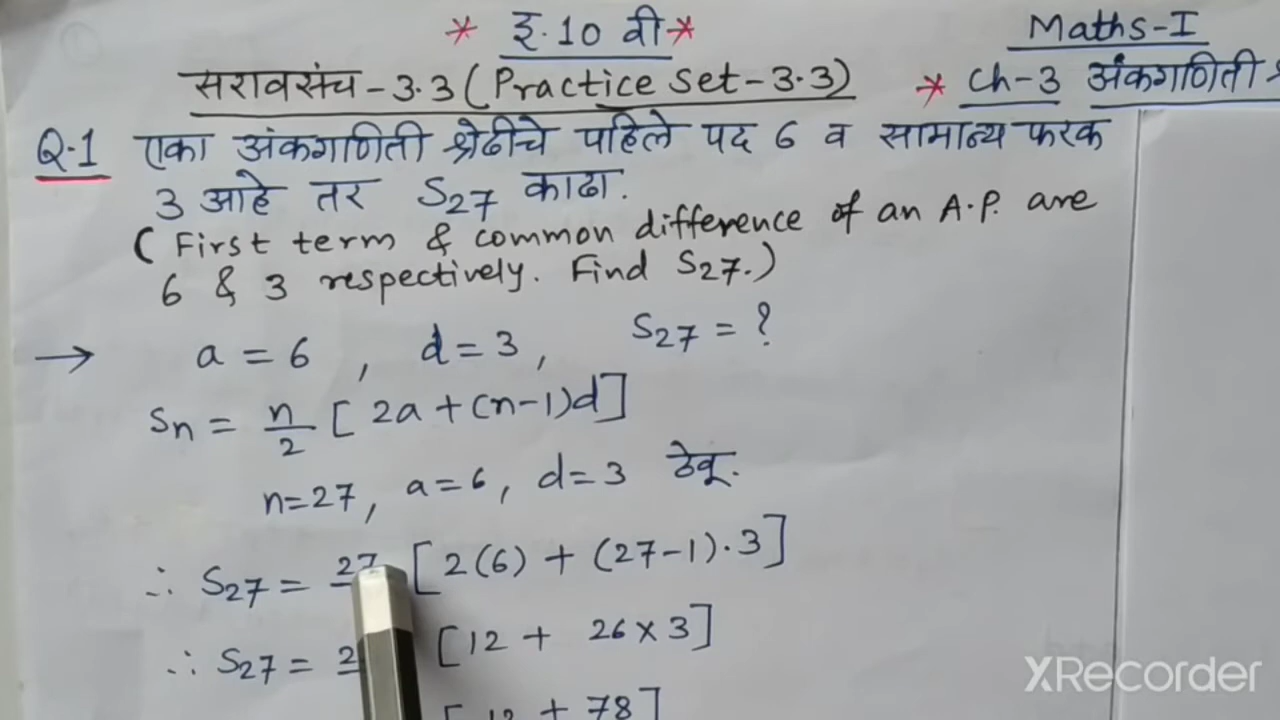 * इ.10 वी *
Maths-I
सरावसंच-3.3 (Practice Set-3.3)
* Ch-3 अंकगणिती
Q.1 एका अंकगणिती श्रेढीचे पहिले पद 6 व सामान्य फरक
3 आहे तर S27 काढा.
(First term & common difference of an A.P. are
6 & 3 respectively. Find S27.)
→ a = 6 , d = 3 , S27 = ?
Sn = n/2 [ 2a + (n-1)d ]
n=27, a=6, d=3 ठेवू.
∴ S27 = 27 [ 2(6) + (27-1).3 ]
∴ S27 = 2 [12 + 26×3]
[ 12 + 78 ]
XRecorder